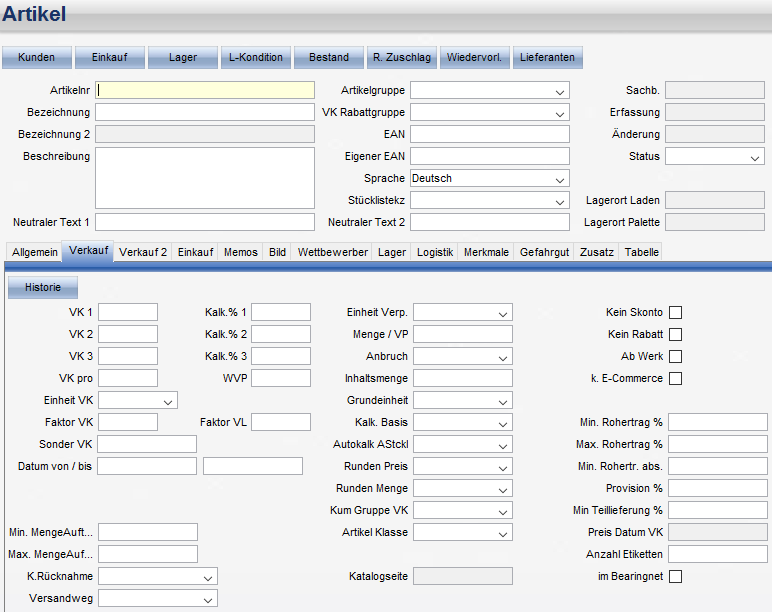 Artikel
Kunden Einkauf Lager L-Kondition Bestand R. Zuschlag Wiedervorl. Lieferanten
Artikelnr Artikelgruppe Sachb.
Bezeichnung VK Rabattgruppe Erfassung
Bezeichnung 2 EAN Änderung
Beschreibung Eigener EAN Status
Sprache Deutsch
Stücklistekz Lagerort Laden
Neutraler Text 1 Neutraler Text 2 Lagerort Palette
Allgemein Verkauf Verkauf 2 Einkauf Memos Bild Wettbewerber Lager Logistik Merkmale Gefahrgut Zusatz Tabelle
Historie
VK 1 Kalk.% 1 Einheit Verp. Kein Skonto
VK 2 Kalk.% 2 Menge / VP Kein Rabatt
VK 3 Kalk.% 3 Anbruch Ab Werk
VK pro WVP Inhaltsmenge k. E-Commerce
Einheit VK Grundeinheit
Faktor VK Faktor VL Kalk. Basis Min. Rohertrag %
Sonder VK Autokalk AStckl Max. Rohertrag %
Datum von / bis Runden Preis Min. Rohertr. abs.
Runden Menge Provision %
Kum Gruppe VK Min Teillieferung %
Min. MengeAuft... Artikel Klasse Preis Datum VK
Max. MengeAuf... Anzahl Etiketten
K.Rücknahme Katalogseite im Bearingnet
Versandweg